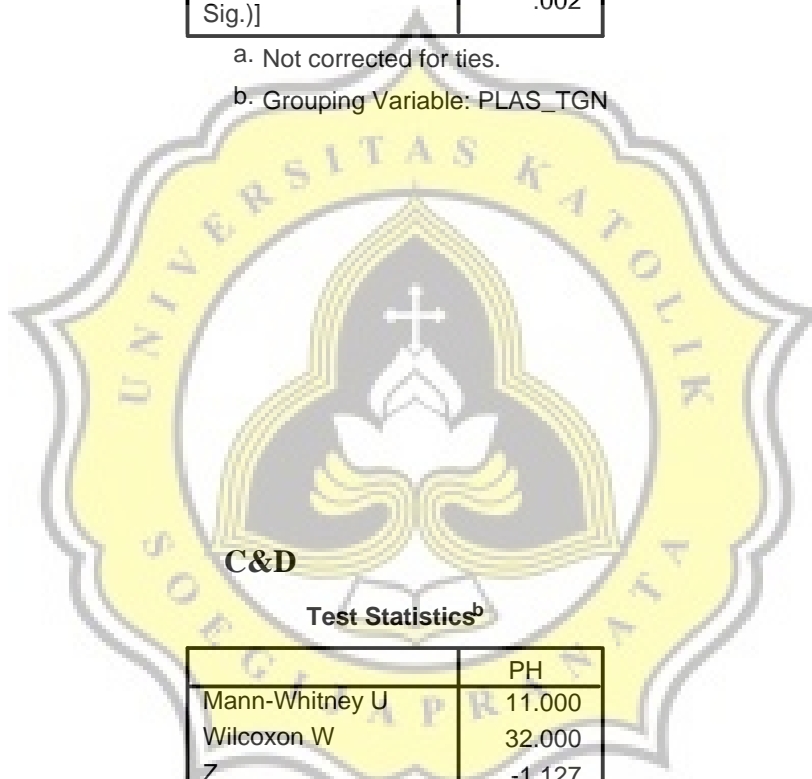 Sig.)] .002
a. Not corrected for ties.
b. Grouping Variable: PLAS_TGN
UNIVERSITAS KATOLIK
SOEGIJAPRANATA
C&D
Test Statisticsb
PH
Mann-Whitney U 11.000
Wilcoxon W 32.000
Z -1.127